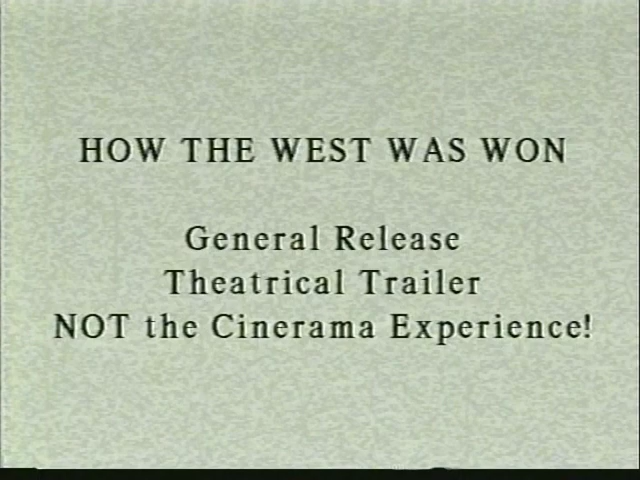 HOW THE WEST WAS WON
General Release
Theatrical Trailer
NOT the Cinerama Experience!